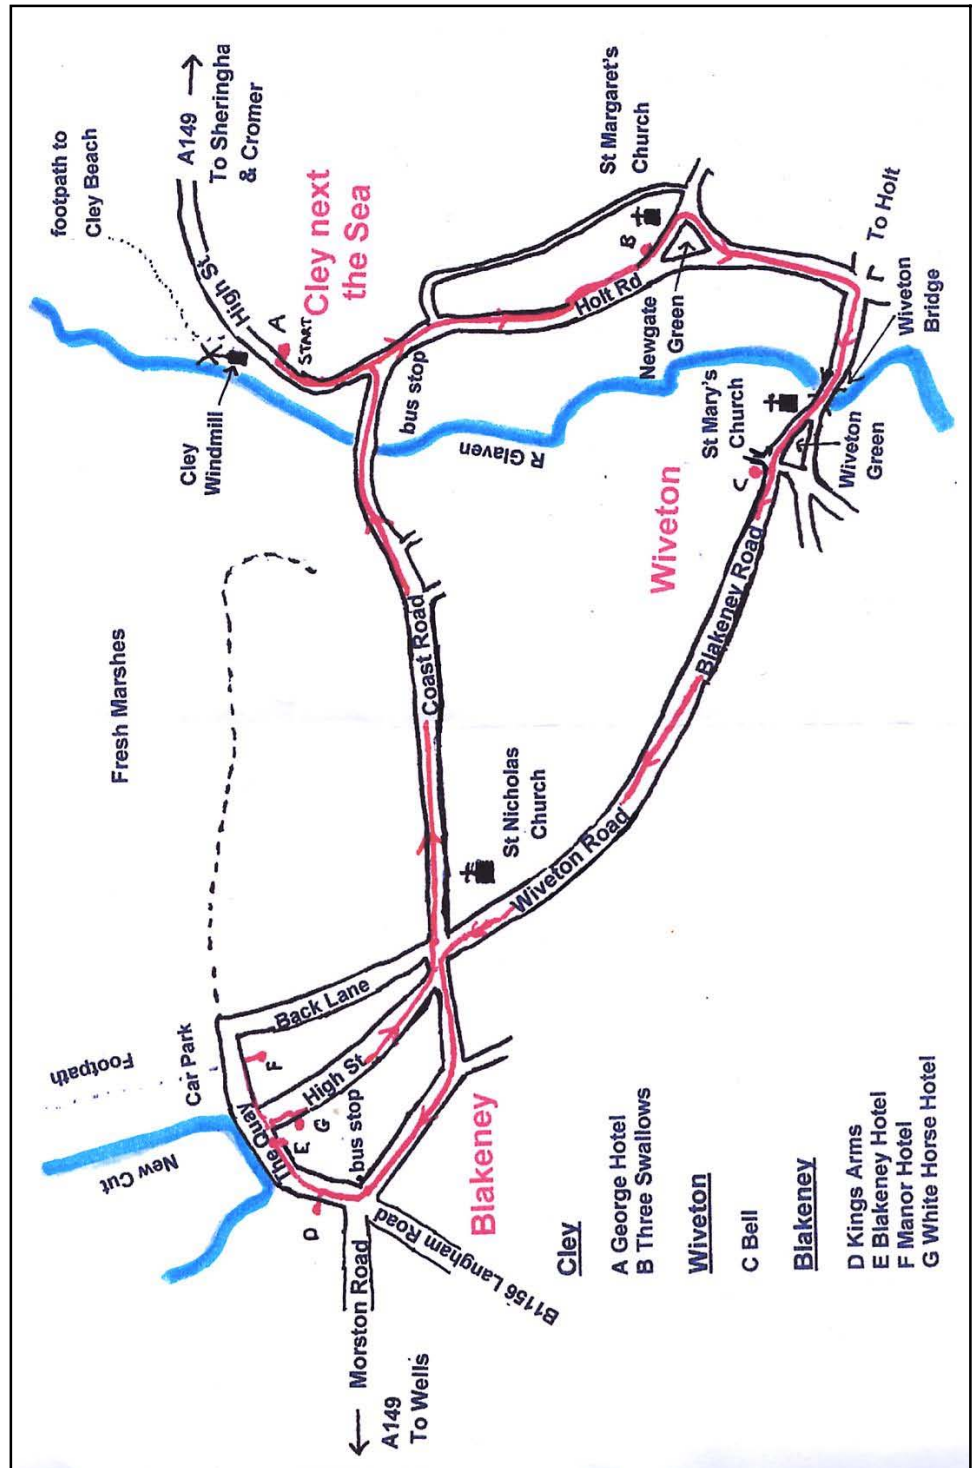 footpath to
Cley Beach
A149 →
To Sheringha
& Cromer
High St
Cley
Windmill
A
START
Cley next
the Sea
bus stop
St Margaret's
Church
B
Holt Rd
Newgate
Green
To Holt
Wiveton
Bridge
R Glaven
St Mary's
Church
C
Wiveton
Green
Wiveton
Blakeney Road
Fresh Marshes
Coast Road
St Nicholas
Church
Wiveton Road
Footpath
Car Park
Back Lane
New Cut
The Quay
F
High St
G
E
bus stop
D
Blakeney
← Morston Road
A149
To Wells
B1156 Langham Road
Cley
A George Hotel
B Three Swallows
Wiveton
C Bell
Blakeney
D Kings Arms
E Blakeney Hotel
F Manor Hotel
G White Horse Hotel